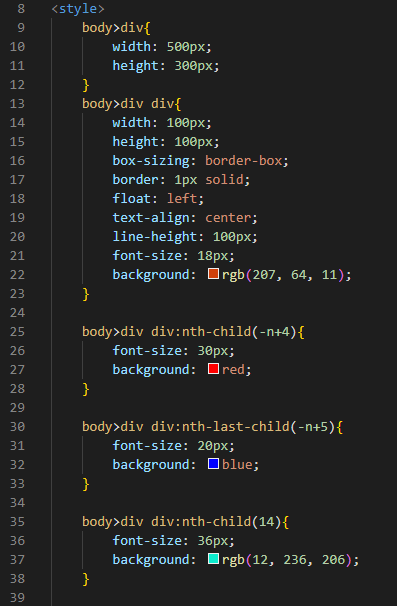 8 <style>
9 body>div{
10 width: 500px;
11 height: 300px;
12 }
13 body>div div{
14 width: 100px;
15 height: 100px;
16 box-sizing: border-box;
17 border: 1px solid;
18 float: left;
19 text-align: center;
20 line-height: 100px;
21 font-size: 18px;
22 background: rgb(207, 64, 11);
23 }
24
25 body>div div:nth-child(-n+4){
26 font-size: 30px;
27 background: red;
28 }
29
30 body>div div:nth-last-child(-n+5){
31 font-size: 20px;
32 background: blue;
33 }
34
35 body>div div:nth-child(14){
36 font-size: 36px;
37 background: rgb(12, 236, 206);
38 }
39